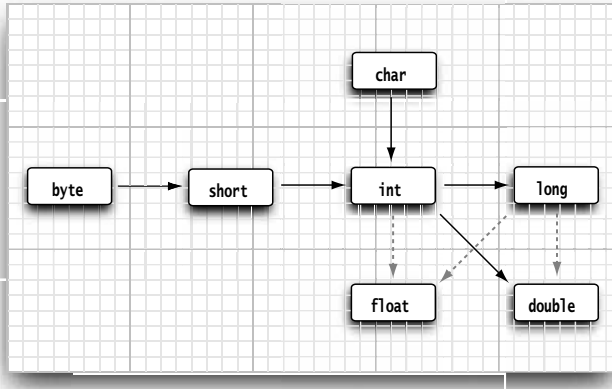 char
byte
short
int
long
float
double